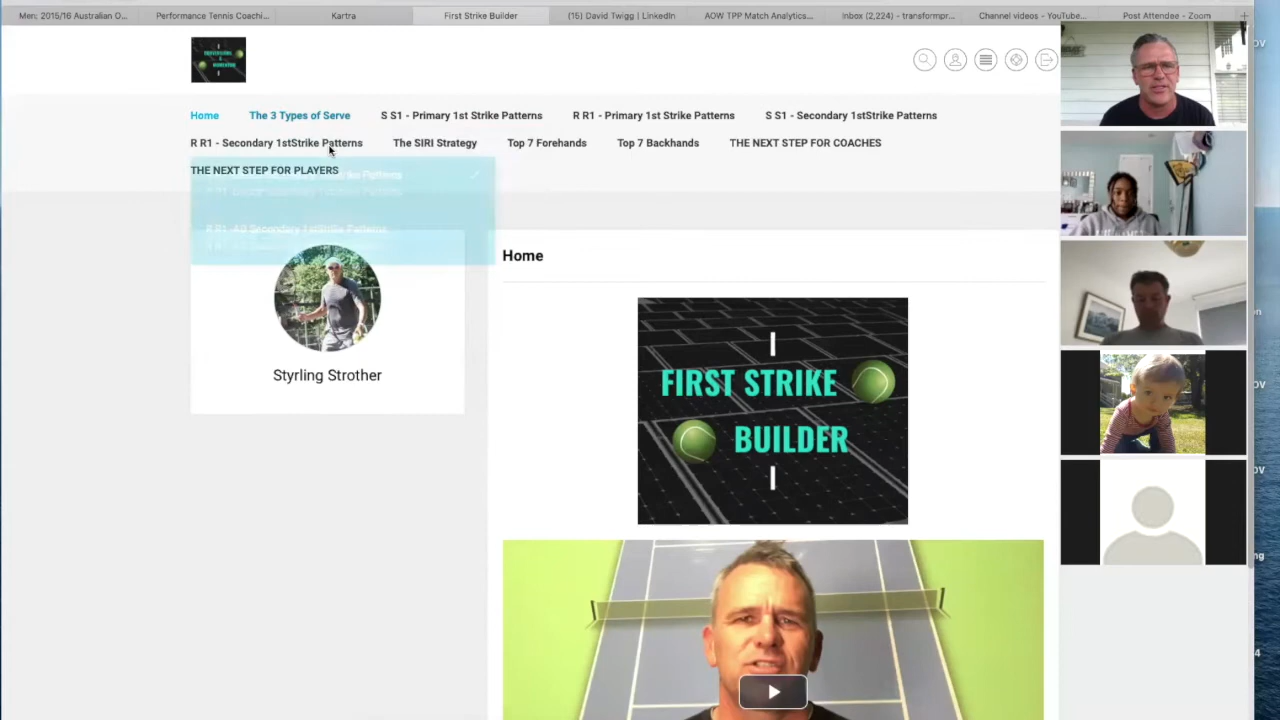 Men: 2015/16 Australian O... Performance Tennis Coachi... Kartra First Strike Builder (15) David Twigg | LinkedIn AOW TPP Match Analytics... Inbox (2,224) - transformpr... Channel videos - YouTube... Post Attendee - Zoom
Home The 3 Types of Serve S S1 - Primary 1st Strike Patterns R R1 - Primary 1st Strike Patterns S S1 - Secondary 1stStrike Patterns
R R1 - Secondary 1stStrike Patterns The SIRI Strategy Top 7 Forehands Top 7 Backhands THE NEXT STEP FOR COACHES
THE NEXT STEP FOR PLAYERS
Home
FIRST STRIKE
BUILDER
Styrling Strother